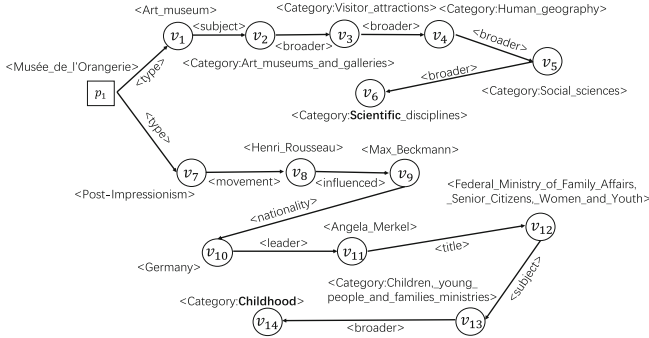 <Art_museum>
<Category:Visitor_attractions>
<Category:Human_geography>
<subject>
<broader>
v1
v2
v3
v4
<broader>
<broader>
<Musée_de_l'Orangerie>
<type>
<Category:Art_museums_and_galleries>
<broader>
v5
p1
v6
<Category:Social_sciences>
<Category:Scientific_disciplines>
<type>
<Henri_Rousseau>
<Max_Beckmann>
v7
v8
v9
<movement>
<influenced>
<Post-Impressionism>
<Federal_Ministry_of_Family_Affairs,
_Senior_Citizens,_Women_and_Youth>
<nationality>
<Angela_Merkel>
v12
<leader>
v10
v11
<title>
<Germany>
<subject>
<Category:Children,_young_
people_and_families_ministries>
<Category:Childhood>
v14
<broader>
v13